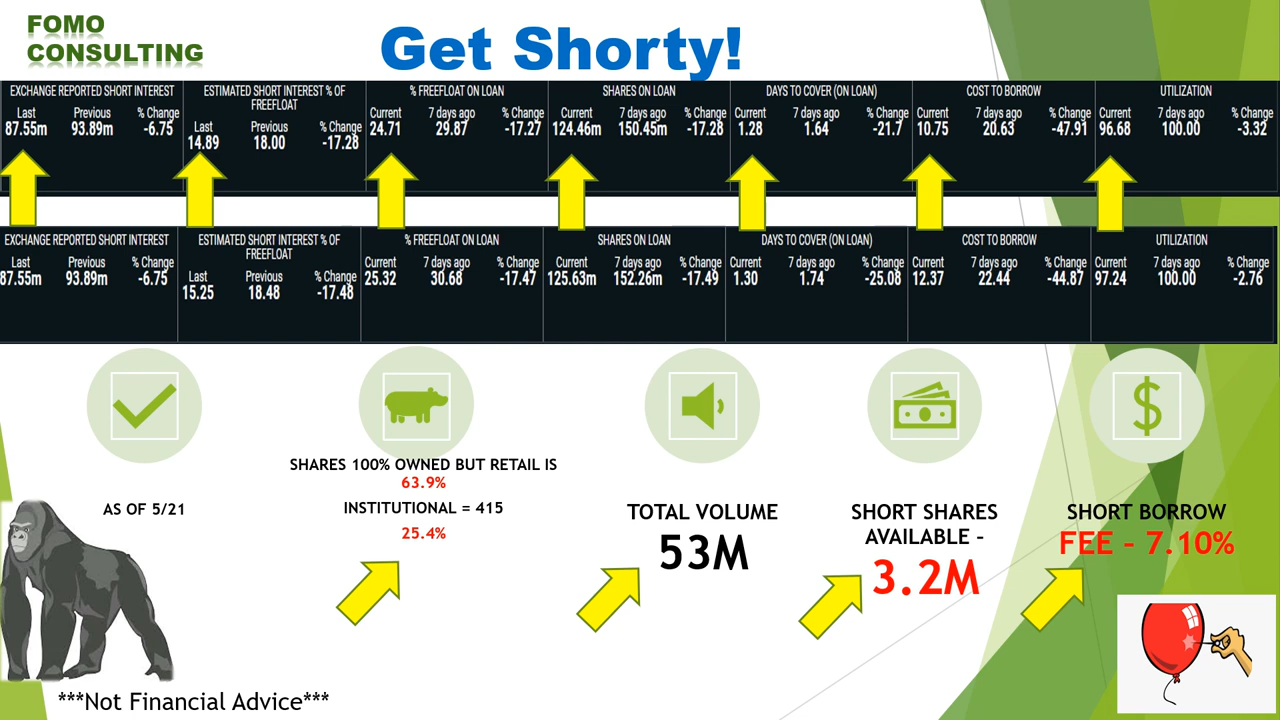 FOMO
CONSULTING
Get Shorty!
EXCHANGE REPORTED SHORT INTEREST
Last Previous % Change
87.55m 93.89m -6.75
ESTIMATED SHORT INTEREST % OF
FREEFLOAT
Last Previous % Change
14.89 18.00 -17.28
% FREEFLOAT ON LOAN
Current 7 days ago % Change
24.71 29.87 -17.27
SHARES ON LOAN
Current 7 days ago % Change
124.46m 150.45m -17.28
DAYS TO COVER (ON LOAN)
Current 7 days ago % Change
1.28 1.64 -21.7
COST TO BORROW
Current 7 days ago % Change
10.75 20.63 -47.91
UTILIZATION
Current 7 days ago % Change
96.68 100.00 -3.32
EXCHANGE REPORTED SHORT INTEREST
Last Previous % Change
87.55m 93.89m -6.75
ESTIMATED SHORT INTEREST % OF
FREEFLOAT
Last Previous % Change
15.25 18.48 -17.48
% FREEFLOAT ON LOAN
Current 7 days ago % Change
25.32 30.68 -17.47
SHARES ON LOAN
Current 7 days ago % Change
125.63m 152.26m -17.49
DAYS TO COVER (ON LOAN)
Current 7 days ago % Change
1.30 1.74 -25.08
COST TO BORROW
Current 7 days ago % Change
12.37 22.44 -44.87
UTILIZATION
Current 7 days ago % Change
97.24 100.00 -2.76
AS OF 5/21
SHARES 100% OWNED BUT RETAIL IS
63.9%
INSTITUTIONAL = 415
25.4%
TOTAL VOLUME
53M
SHORT SHARES
AVAILABLE –
3.2M
SHORT BORROW
FEE – 7.10%
***Not Financial Advice***